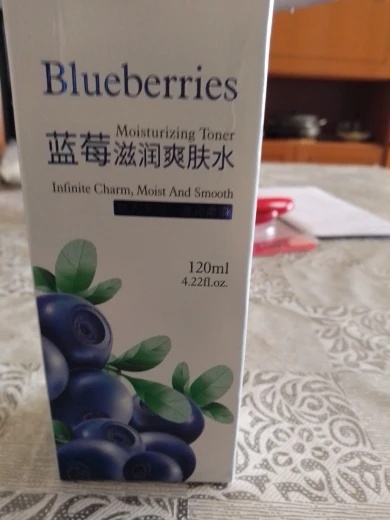 Blueberries
Moisturizing Toner
蓝莓滋润爽肤水
Infinite Charm, Moist And Smooth
120ml
4.22fl.oz.